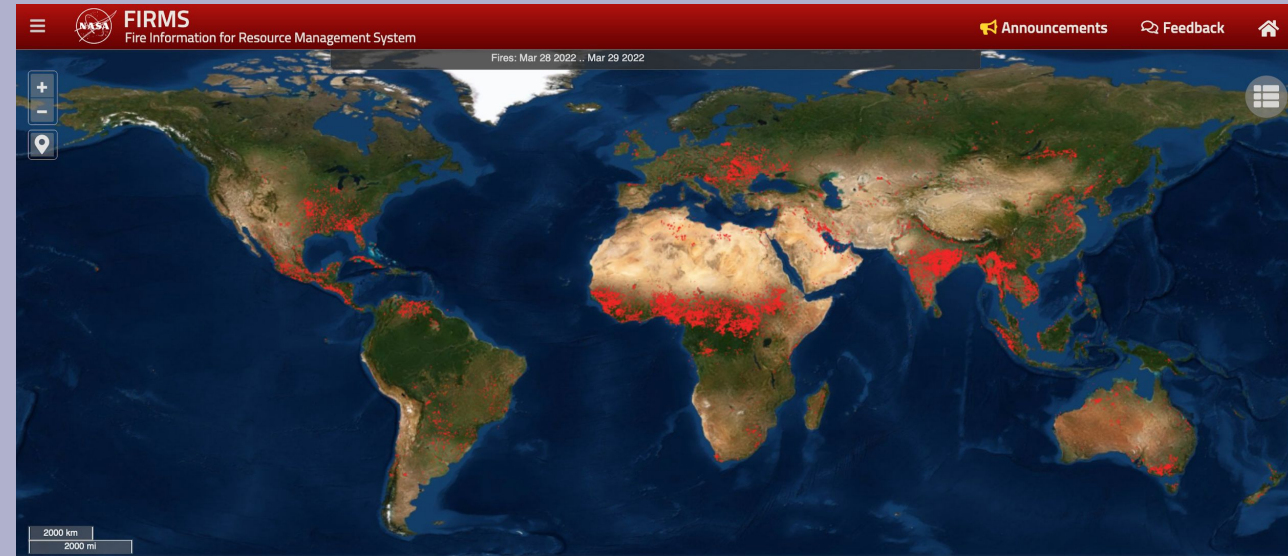 NASA
FIRMS
Fire Information for Resource Management System
Announcements
Feedback
Fires: Mar 28 2022 .. Mar 29 2022
+
−
2000 km
2000 mi